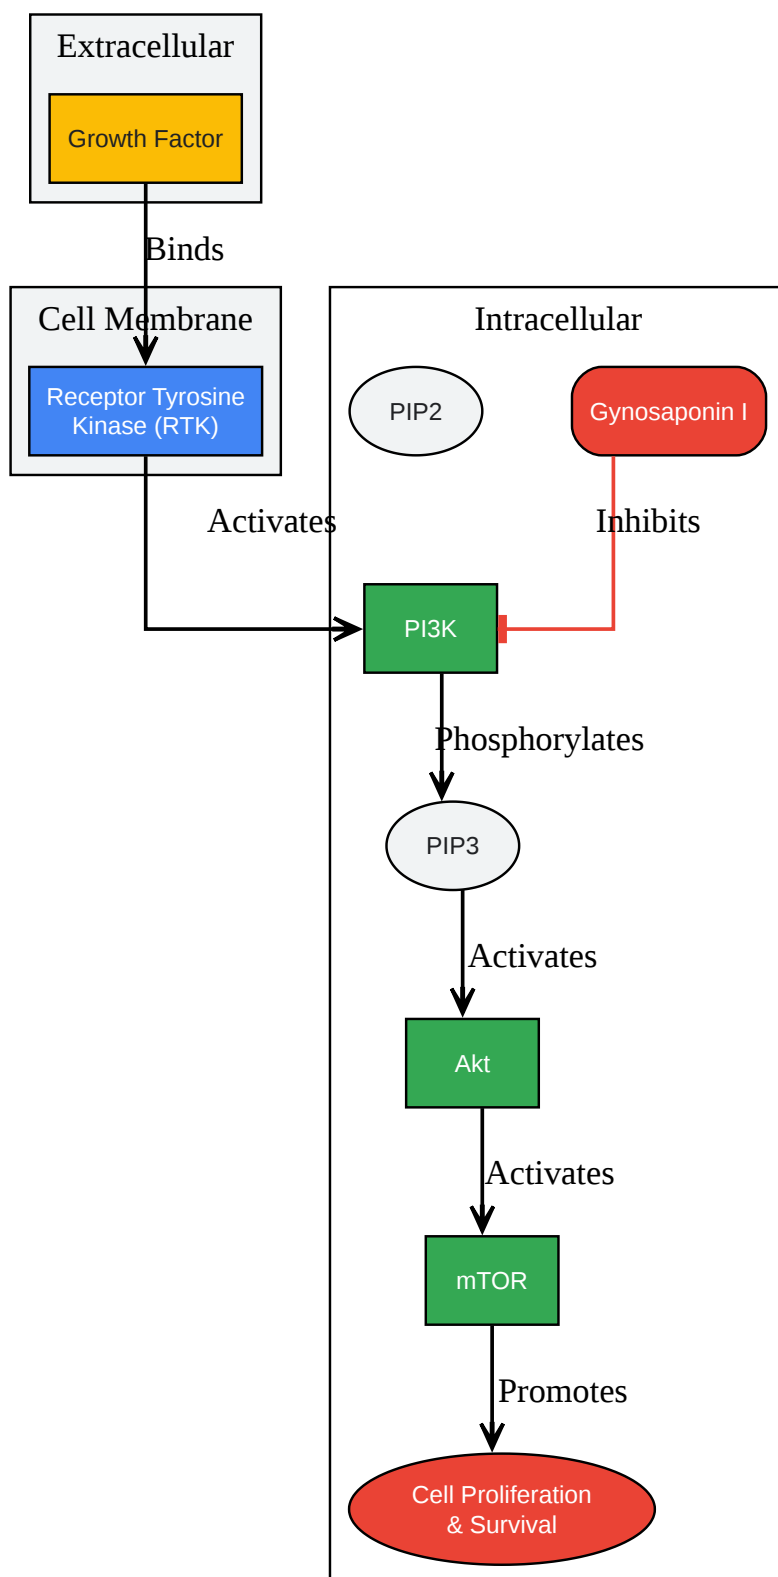 Extracellular
Growth Factor
Binds
Cell Membrane
Intracellular
Receptor Tyrosine
Kinase (RTK)
PIP2
Gynosaponin I
Activates
Inhibits
PI3K
Phosphorylates
PIP3
Activates
Akt
Activates
mTOR
Promotes
Cell Proliferation
& Survival